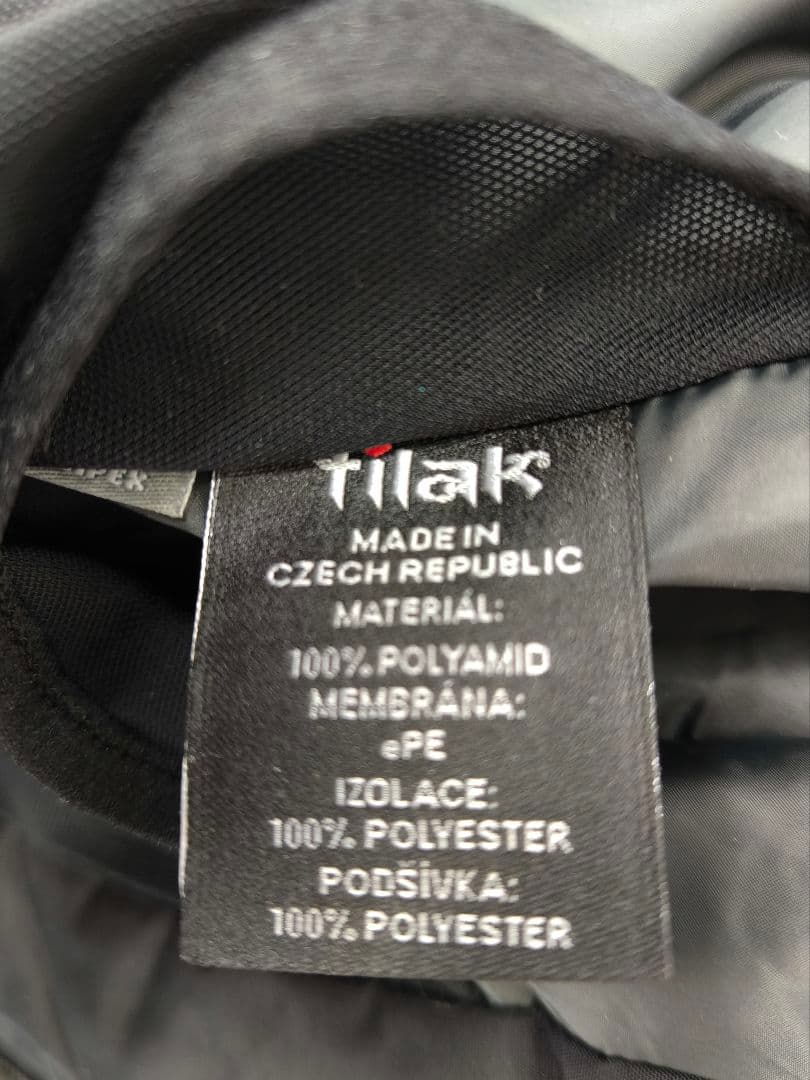 tilak
MADE IN
CZECH REPUBLIC
MATERIÁL:
100% POLYAMID
MEMBRÁNA:
ePE
IZOLACE:
100% POLYESTER
PODŠÍVKA:
100% POLYESTER